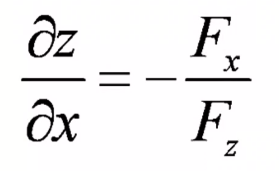 ∂z/∂x = −F_x/F_z